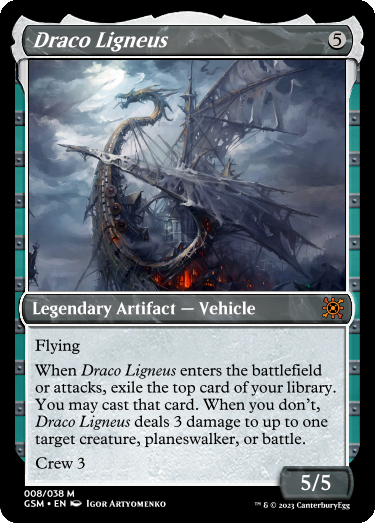 Draco Ligneus 5
Legendary Artifact — Vehicle
Flying
When Draco Ligneus enters the battlefield
or attacks, exile the top card of your library.
You may cast that card. When you don’t,
Draco Ligneus deals 3 damage to up to one
target creature, planeswalker, or battle.
Crew 3
5/5
008/038 M
GSM • EN Igor Artyomenko
™ & © 2023 CanterburyEgg